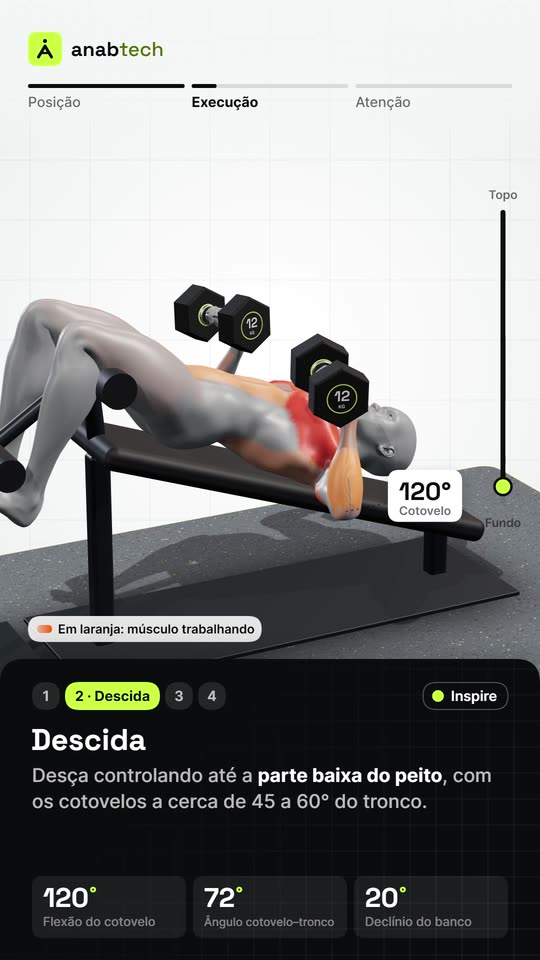 anabtech
Posição
Execução
Atenção
Topo
12
KG
12
KG
120°
Cotovelo
Fundo
Em laranja: músculo trabalhando
1
2 · Descida
3
4
Inspire
Descida
Desça controlando até a parte baixa do peito, com
os cotovelos a cerca de 45 a 60° do tronco.
120°
Flexão do cotovelo
72°
Ângulo cotovelo–tronco
20°
Declínio do banco